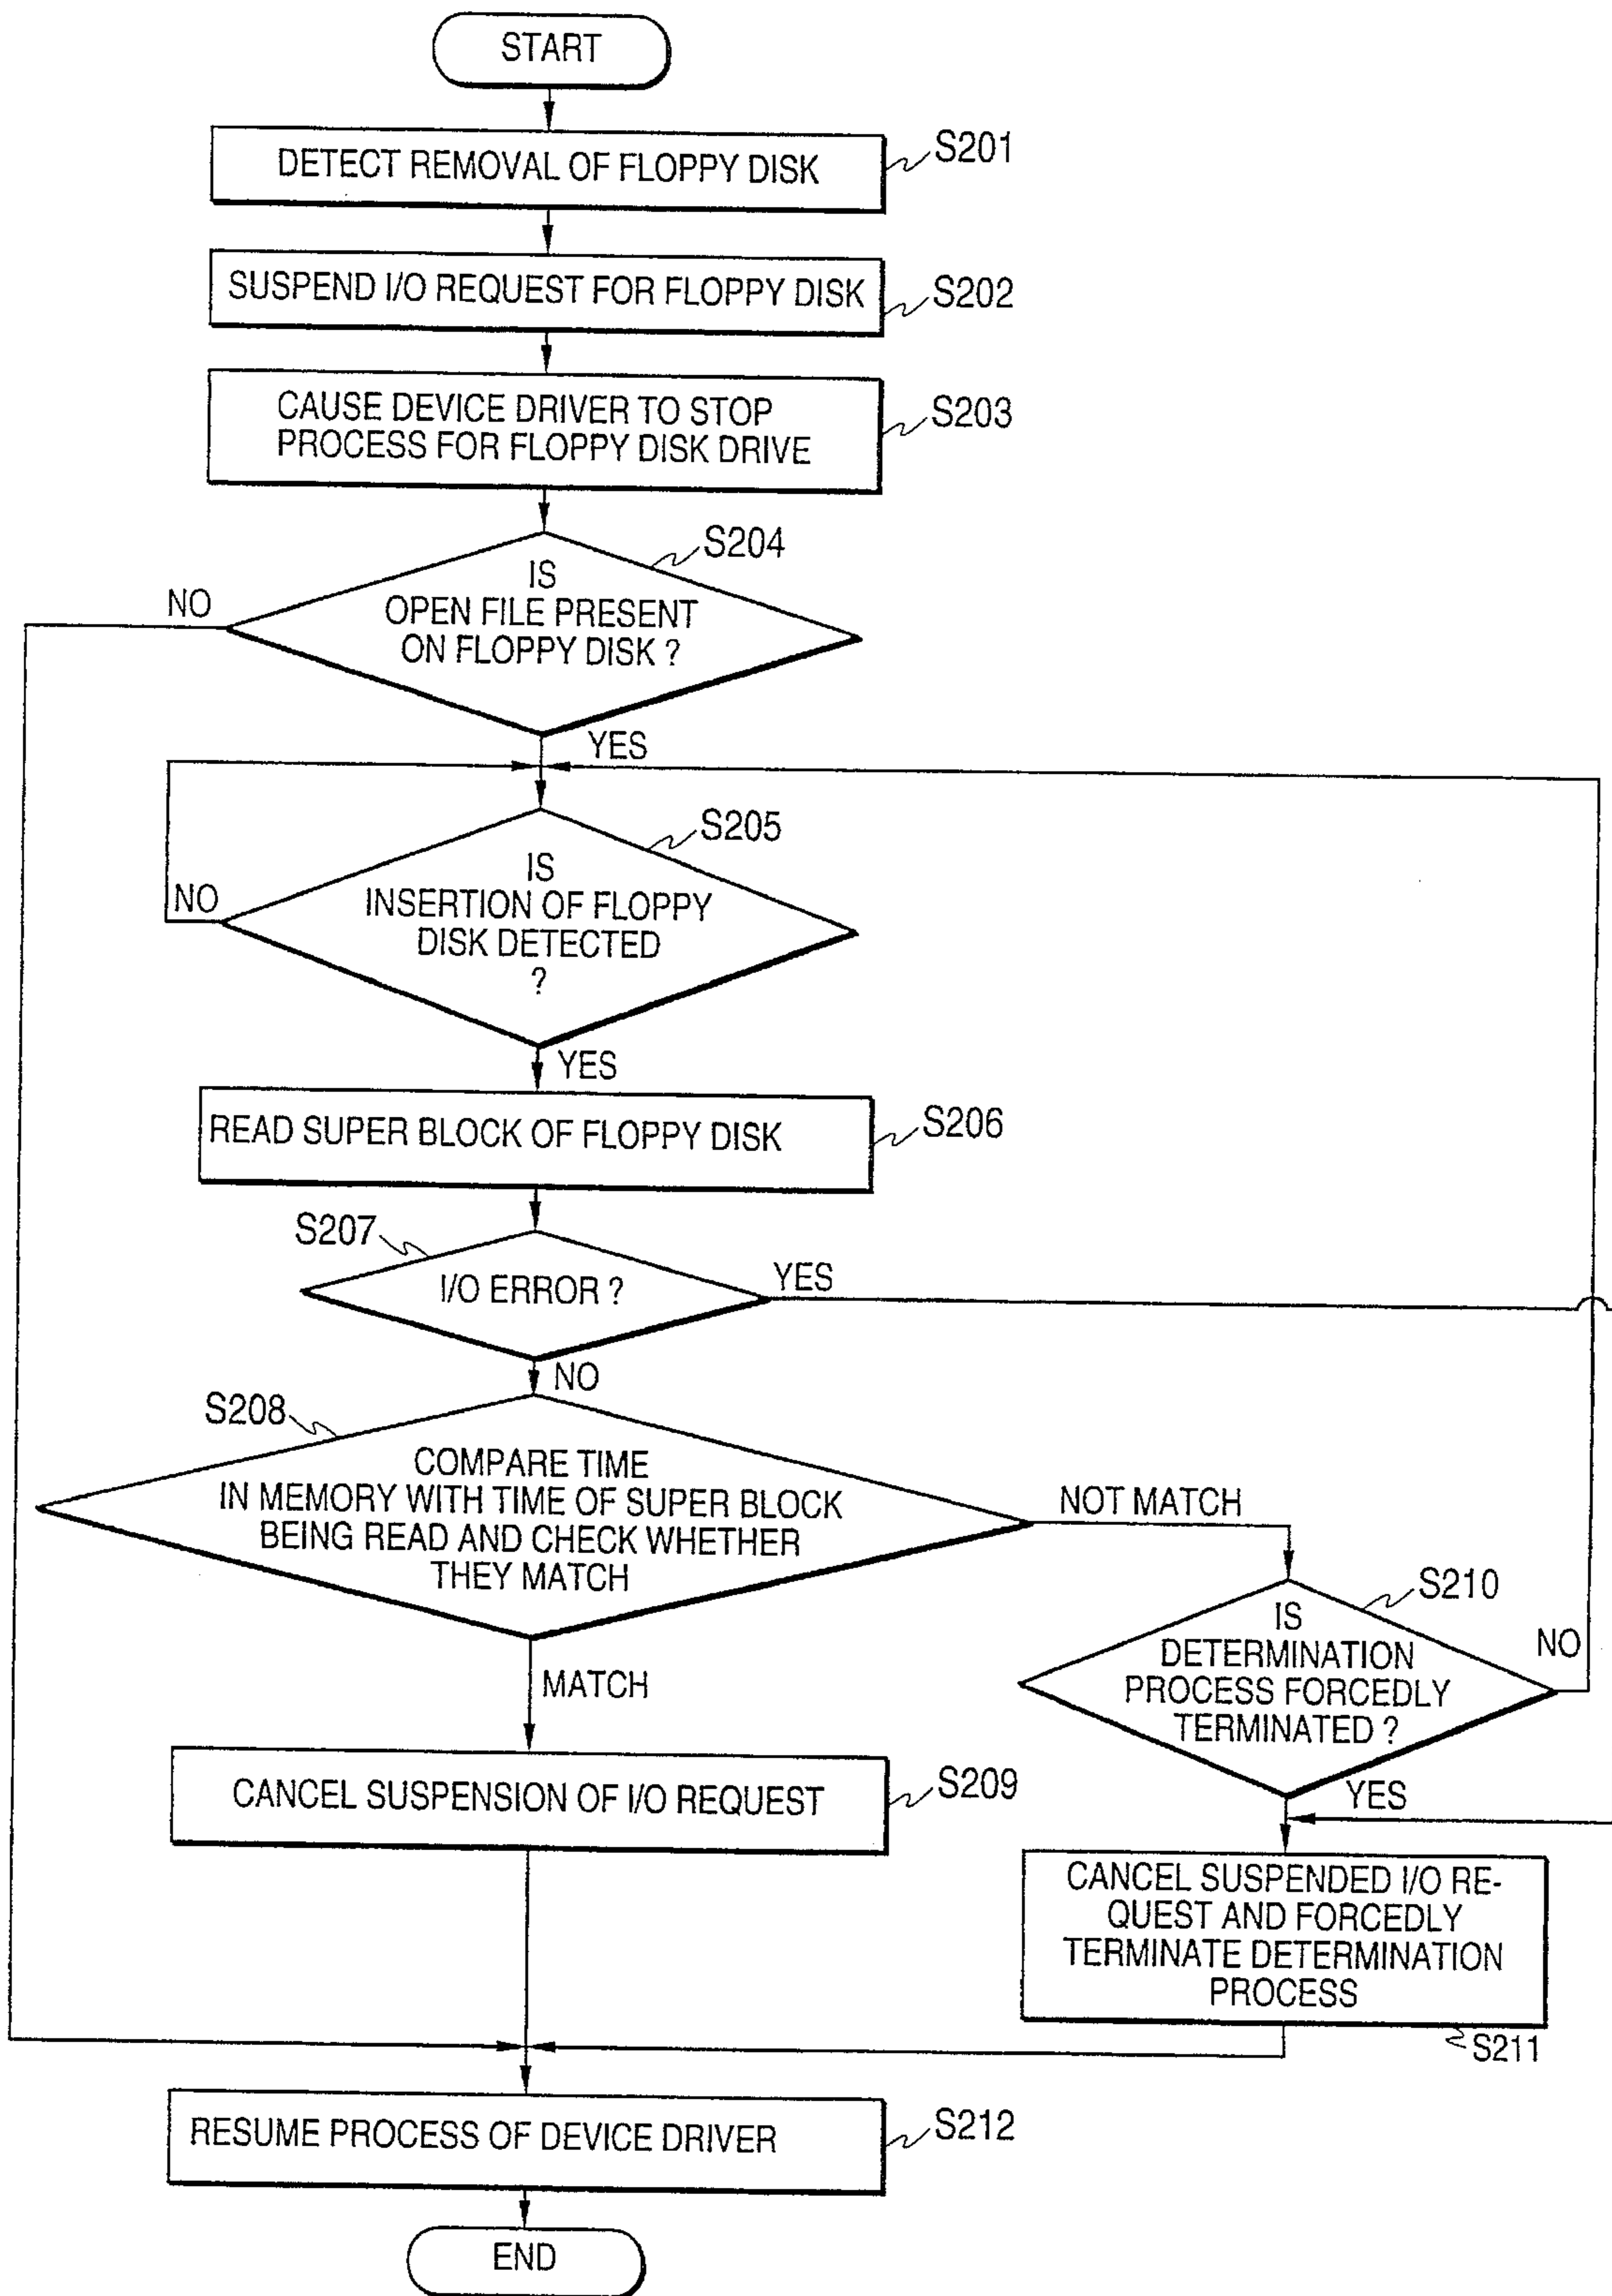 START
DETECT REMOVAL OF FLOPPY DISK
S201
SUSPEND I/O REQUEST FOR FLOPPY DISK
S202
CAUSE DEVICE DRIVER TO STOP
PROCESS FOR FLOPPY DISK DRIVE
S203
S204
IS
OPEN FILE PRESENT
ON FLOPPY DISK ?
NO
YES
S205
IS
INSERTION OF FLOPPY
DISK DETECTED
?
NO
YES
READ SUPER BLOCK OF FLOPPY DISK
S206
S207
I/O ERROR ?
YES
NO
S208
COMPARE TIME
IN MEMORY WITH TIME OF SUPER BLOCK
BEING READ AND CHECK WHETHER
THEY MATCH
NOT MATCH
MATCH
S210
IS
DETERMINATION
PROCESS FORCEDLY
TERMINATED ?
NO
YES
CANCEL SUSPENSION OF I/O REQUEST
S209
CANCEL SUSPENDED I/O RE-
QUEST AND FORCEDLY
TERMINATE DETERMINATION
PROCESS
S211
RESUME PROCESS OF DEVICE DRIVER
S212
END